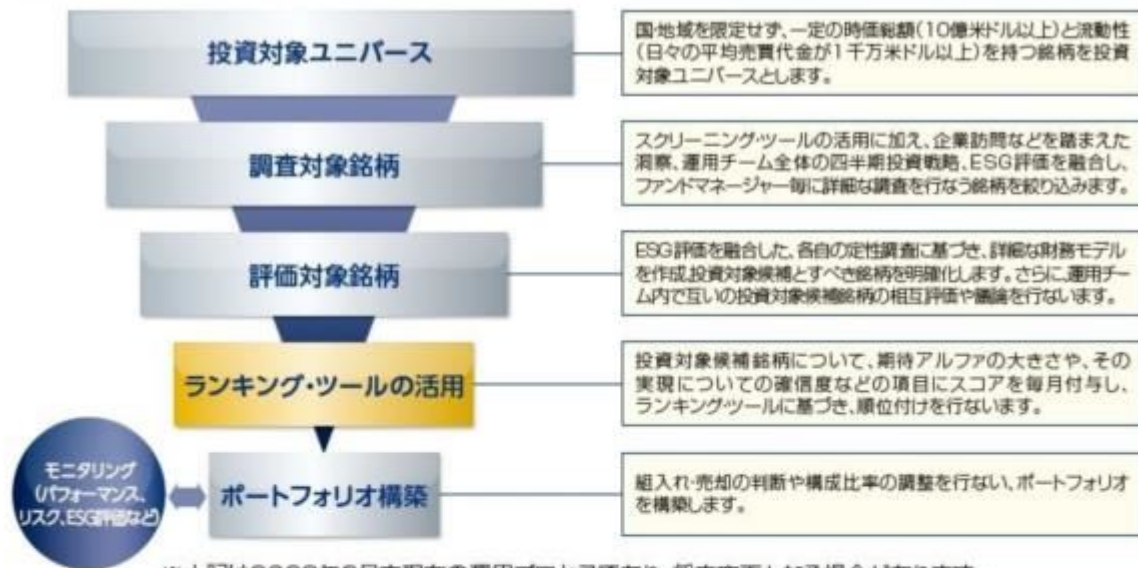 投資対象ユニバース
国・地域を限定せず、一定の時価総額(10億米ドル以上)と流動性
(日々の平均売買代金が1千万米ドル以上)を持つ銘柄を投資
対象ユニバースとします。
調査対象銘柄
スクリーニング・ツールの活用に加え、企業訪問などを踏まえた
洞察、運用チーム全体の四半期投資戦略、ESG評価を融合し、
ファンドマネージャー毎に詳細な調査を行なう銘柄を絞り込みます。
評価対象銘柄
ESG評価を融合した、各自の定性調査に基づき、詳細な財務モデル
を作成、投資対象候補とすべき銘柄を明確化します。さらに、運用チー
ム内で互いの投資対象候補銘柄の相互評価や議論を行ないます。
ランキング・ツールの活用
投資対象候補銘柄について、期待アルファの大きさや、その
実現についての確信度などの項目にスコアを毎月付与し、
ランキング・ツールに基づき、順位付けを行ないます。
モニタリング
(パフォーマンス、
リスク、ESG評価など)
ポートフォリオ構築
組入れ・売却の判断や構成比率の調整を行ない、ポートフォリオ
を構築します。